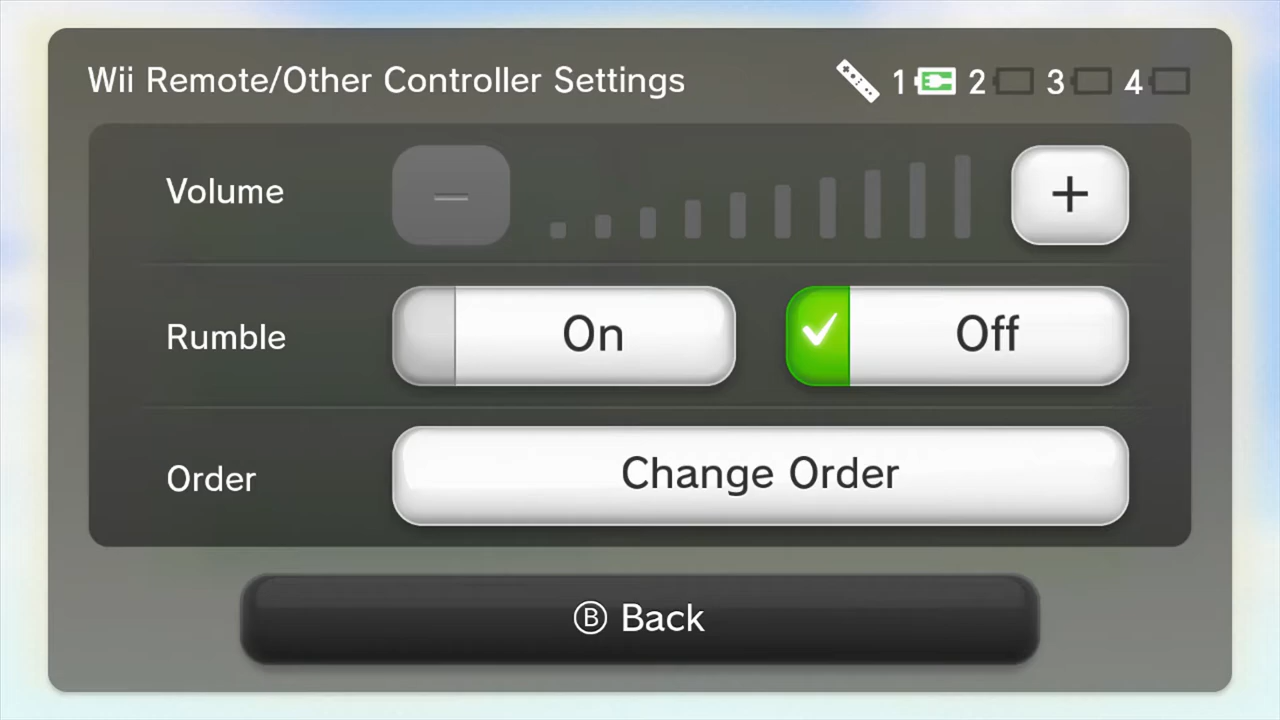 Wii Remote/Other Controller Settings 1 2 3 4
Volume − +
Rumble On Off
Order Change Order
Ⓑ Back